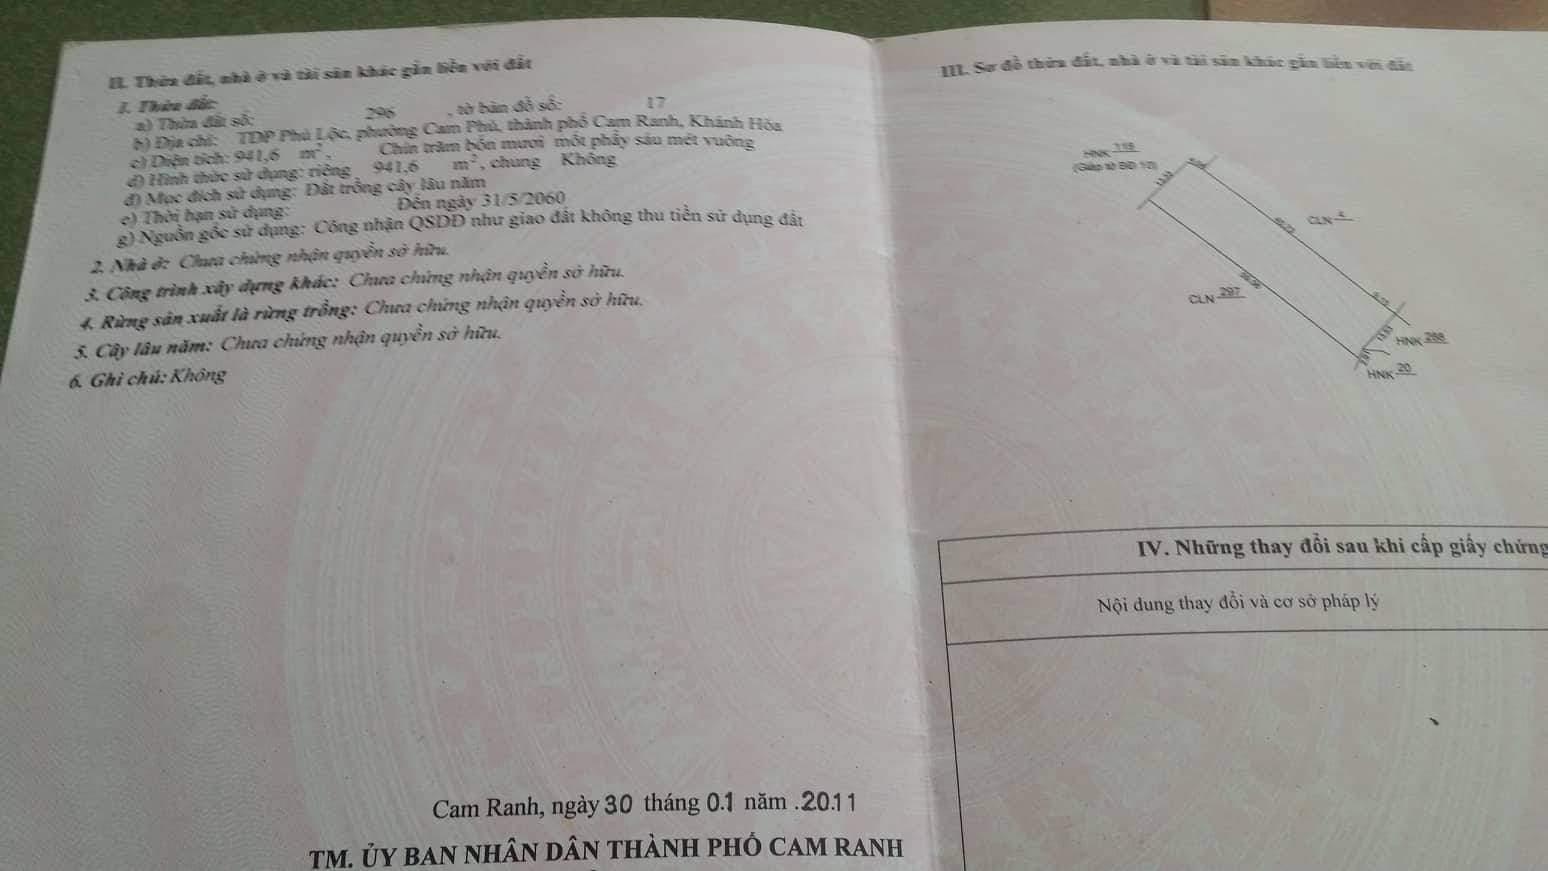 II. Thửa đất, nhà ở và tài sản khác gắn liền với đất
1. Thửa đất:
a) Thửa đất số: 296 , tờ bản đồ số: 17
b) Địa chỉ: TDP Phú Lộc, phường Cam Phú, thành phố Cam Ranh, Khánh Hòa
c) Diện tích: 941,6 m², Chín trăm bốn mươi mốt phẩy sáu mét vuông
d) Hình thức sử dụng: riêng 941,6 m², chung Không
đ) Mục đích sử dụng: Đất trồng cây lâu năm
e) Thời hạn sử dụng: Đến ngày 31/5/2060
g) Nguồn gốc sử dụng: Công nhận QSDĐ như giao đất không thu tiền sử dụng đất
2. Nhà ở: Chưa chứng nhận quyền sở hữu.
3. Công trình xây dựng khác: Chưa chứng nhận quyền sở hữu.
4. Rừng sản xuất là rừng trồng: Chưa chứng nhận quyền sở hữu.
5. Cây lâu năm: Chưa chứng nhận quyền sở hữu.
6. Ghi chú: Không
Cam Ranh, ngày 30 tháng 0.1 năm .20.11
TM. ỦY BAN NHÂN DÂN THÀNH PHỐ CAM RANH
III. Sơ đồ thửa đất, nhà ở và tài sản khác gắn liền với đất
HNK
CLN
CLN 297
HNK
HNK 20
IV. Những thay đổi sau khi cấp giấy chứng
Nội dung thay đổi và cơ sở pháp lý